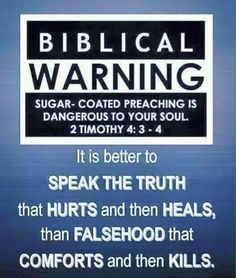 BIBLICAL
WARNING
SUGAR- COATED PREACHING IS
DANGEROUS TO YOUR SOUL.
2 TIMOTHY 4: 3 - 4
It is better to
SPEAK THE TRUTH
that HURTS and then HEALS,
than FALSEHOOD that
COMFORTS and then KILLS.